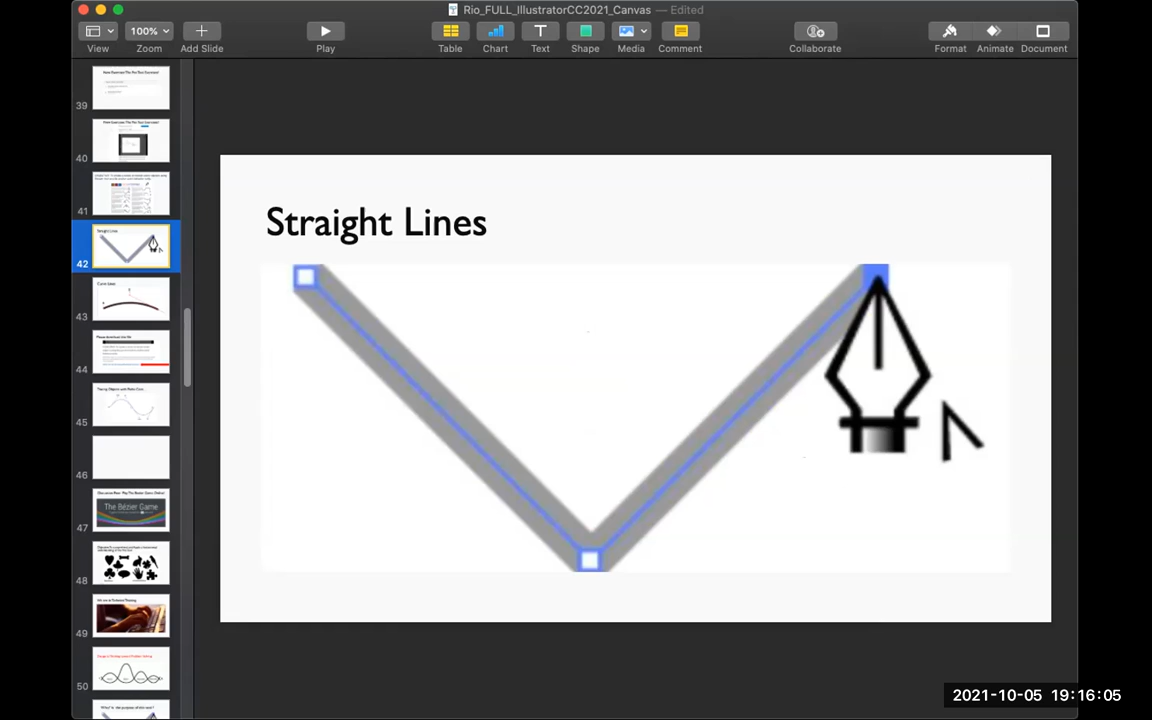 Rio_FULL_IllustratorCC2021_Canvas — Edited
100%
View
Zoom
Add Slide
Play
Table
Chart
Text
Shape
Media
Comment
Collaborate
Format
Animate
Document
39
40
41
Straight Lines
42
43
44
45
46
The Bézier Game
47
48
49
50
Straight Lines
2021-10-05 19:16:05